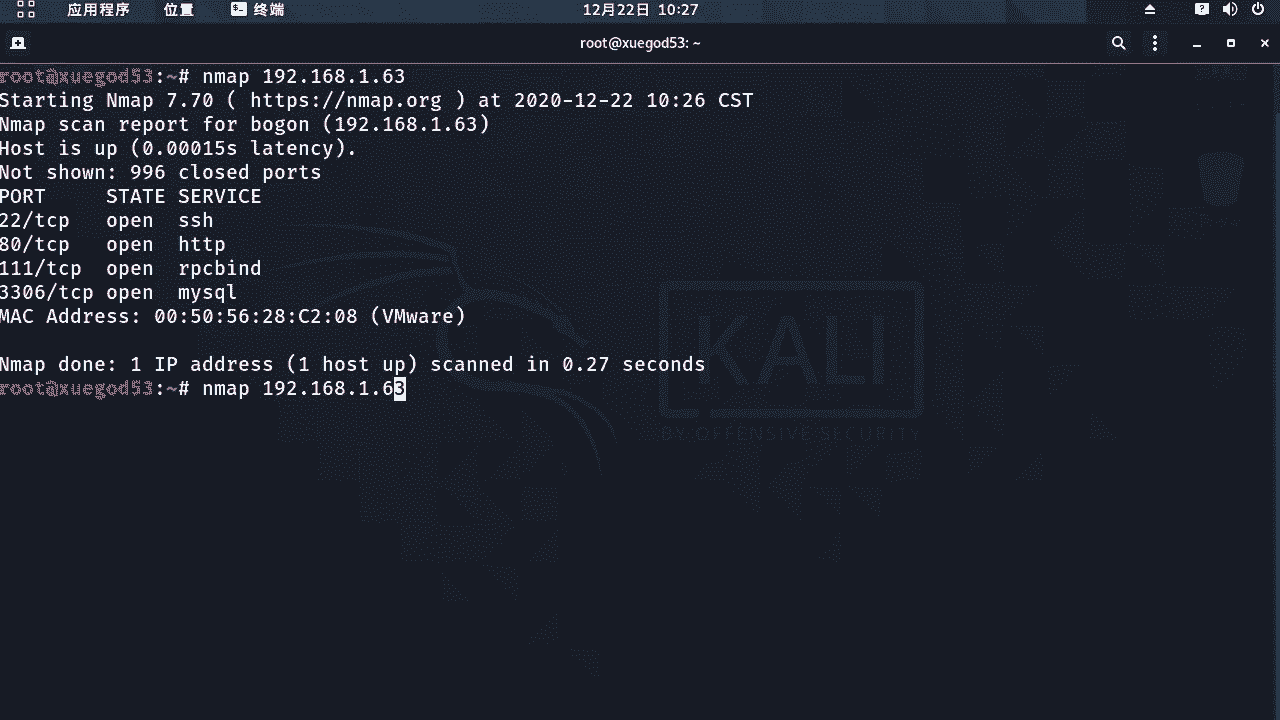 应用程序 位置 终端 12月22日 10:27
root@xuegod53: ~
root@xuegod53:~# nmap 192.168.1.63
Starting Nmap 7.70 ( https://nmap.org ) at 2020-12-22 10:26 CST
Nmap scan report for bogon (192.168.1.63)
Host is up (0.00015s latency).
Not shown: 996 closed ports
PORT     STATE SERVICE
22/tcp   open  ssh
80/tcp   open  http
111/tcp  open  rpcbind
3306/tcp open  mysql
MAC Address: 00:50:56:28:C2:08 (VMware)
Nmap done: 1 IP address (1 host up) scanned in 0.27 seconds
root@xuegod53:~# nmap 192.168.1.63
KALI
BY OFFENSIVE SECURITY